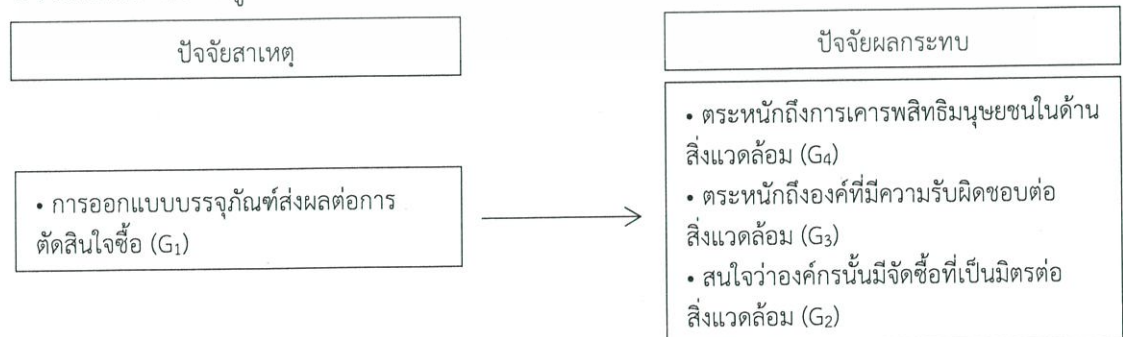 ปัจจัยสาเหตุ
• การออกแบบบรรจุภัณฑ์ส่งผลต่อการ
ตัดสินใจซื้อ (G₁)
ปัจจัยผลกระทบ
• ตระหนักถึงการเคารพสิทธิมนุษยชนในด้าน
สิ่งแวดล้อม (G₄)
• ตระหนักถึงองค์ที่มีความรับผิดชอบต่อ
สิ่งแวดล้อม (G₃)
• สนใจว่าองค์กรนั้นมีจัดซื้อที่เป็นมิตรต่อ
สิ่งแวดล้อม (G₂)